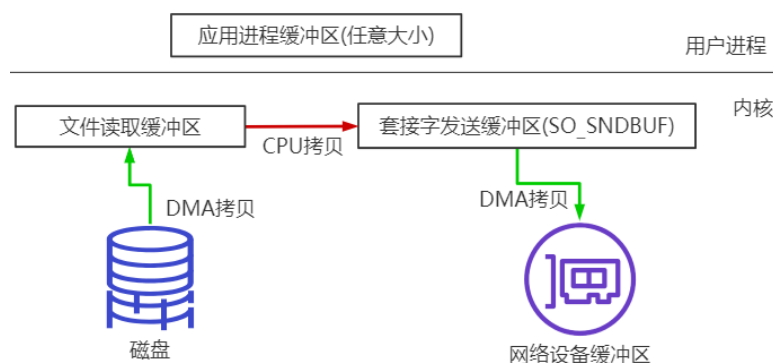 应用进程缓冲区(任意大小)
用户进程
内核
文件读取缓冲区
CPU拷贝
套接字发送缓冲区(SO_SNDBUF)
DMA拷贝
DMA拷贝
磁盘
网络设备缓冲区